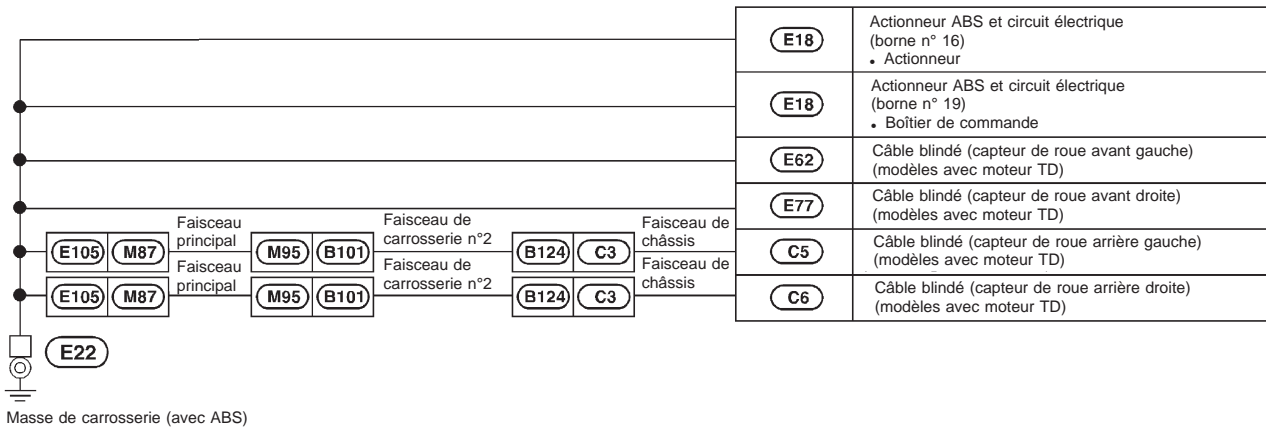 E18
Actionneur ABS et circuit électrique
(borne n° 16)
• Actionneur
E18
Actionneur ABS et circuit électrique
(borne n° 19)
• Boîtier de commande
E62
Câble blindé (capteur de roue avant gauche)
(modèles avec moteur TD)
E77
Câble blindé (capteur de roue avant droite)
(modèles avec moteur TD)
E105 M87
Faisceau
principal
M95 B101
Faisceau de
carrosserie n°2
B124 C3
Faisceau de
châssis
C5
Câble blindé (capteur de roue arrière gauche)
(modèles avec moteur TD)
E105 M87
Faisceau
principal
M95 B101
Faisceau de
carrosserie n°2
B124 C3
Faisceau de
châssis
C6
Câble blindé (capteur de roue arrière droite)
(modèles avec moteur TD)
E22
Masse de carrosserie (avec ABS)